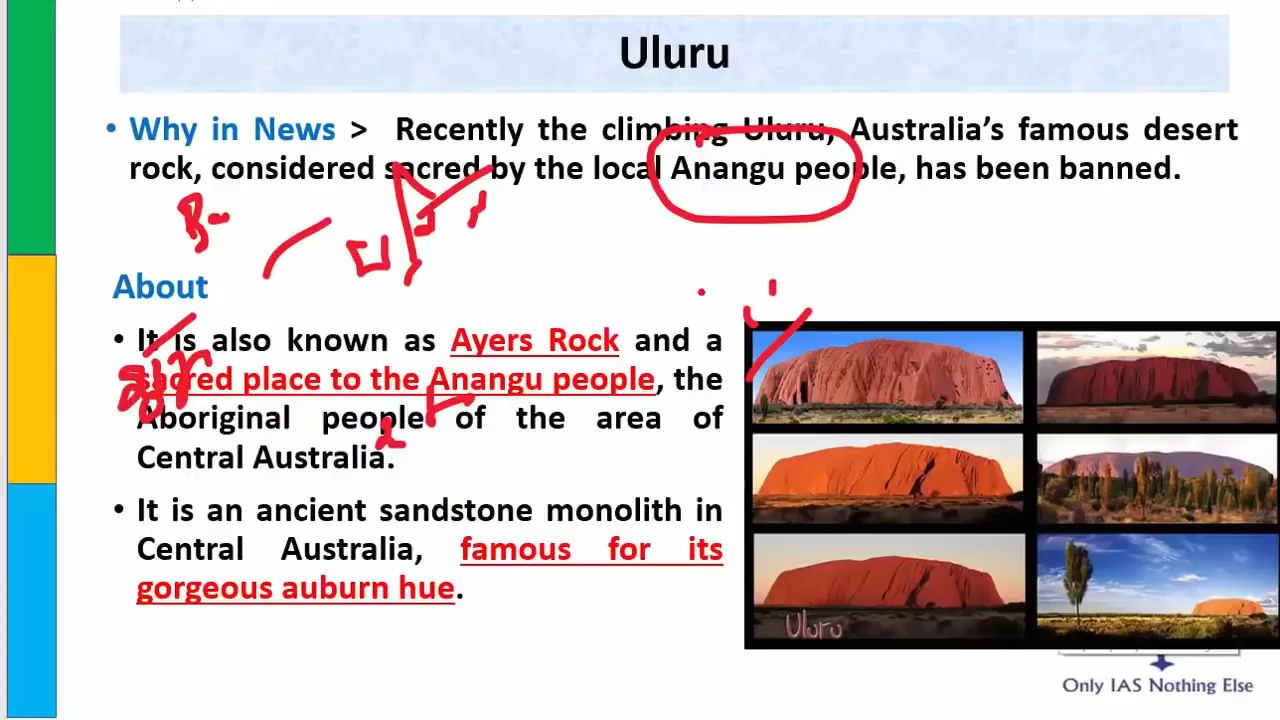 Uluru
• Why in News > Recently the climbing Uluru, Australia's famous desert
rock, considered sacred by the local Anangu people, has been banned.
About
• It is also known as Ayers Rock and a
sacred place to the Anangu people, the
Aboriginal people of the area of
Central Australia.
• It is an ancient sandstone monolith in
Central Australia, famous for its
gorgeous auburn hue.
Uluru
Only IAS Nothing Else